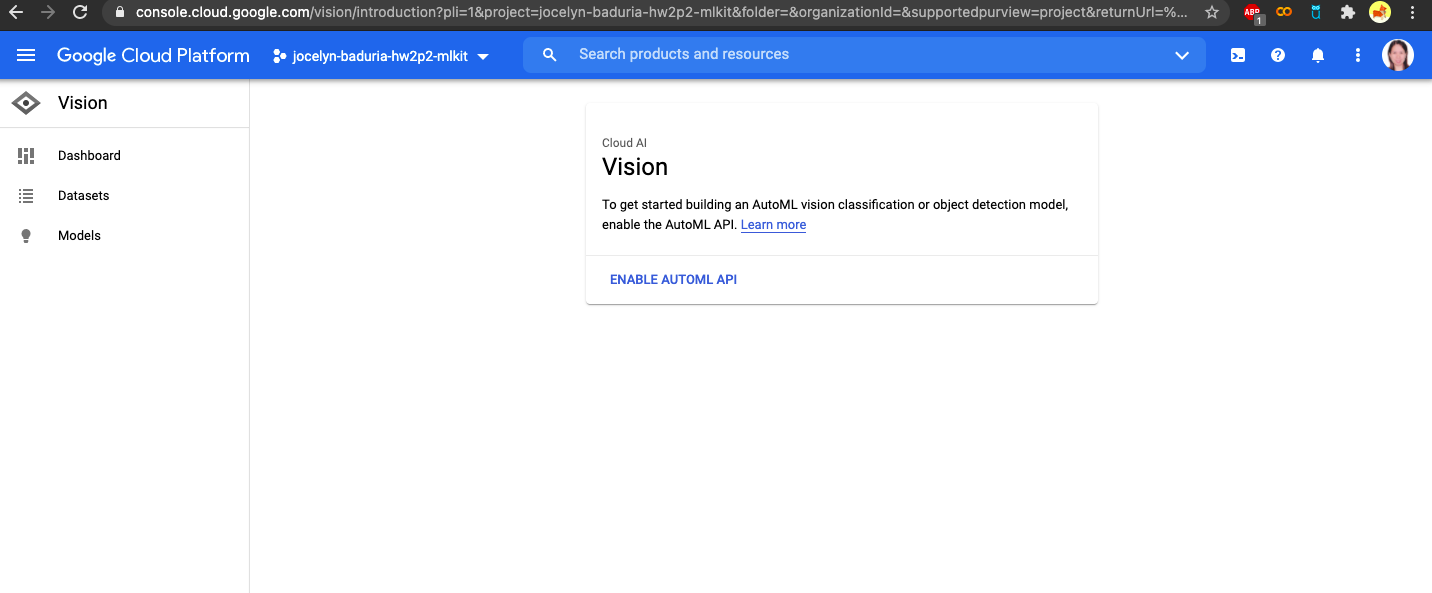 console.cloud.google.com/vision/introduction?pli=1&project=jocelyn-baduria-hw2p2-mlkit&folder=&organizationId=&supportedpurview=project&returnUrl=%...
ABP
1
Google Cloud Platform
jocelyn-baduria-hw2p2-mlkit
Search products and resources
Vision
Dashboard
Datasets
Models
Cloud AI
Vision
To get started building an AutoML vision classification or object detection model,
enable the AutoML API. Learn more
ENABLE AUTOML API